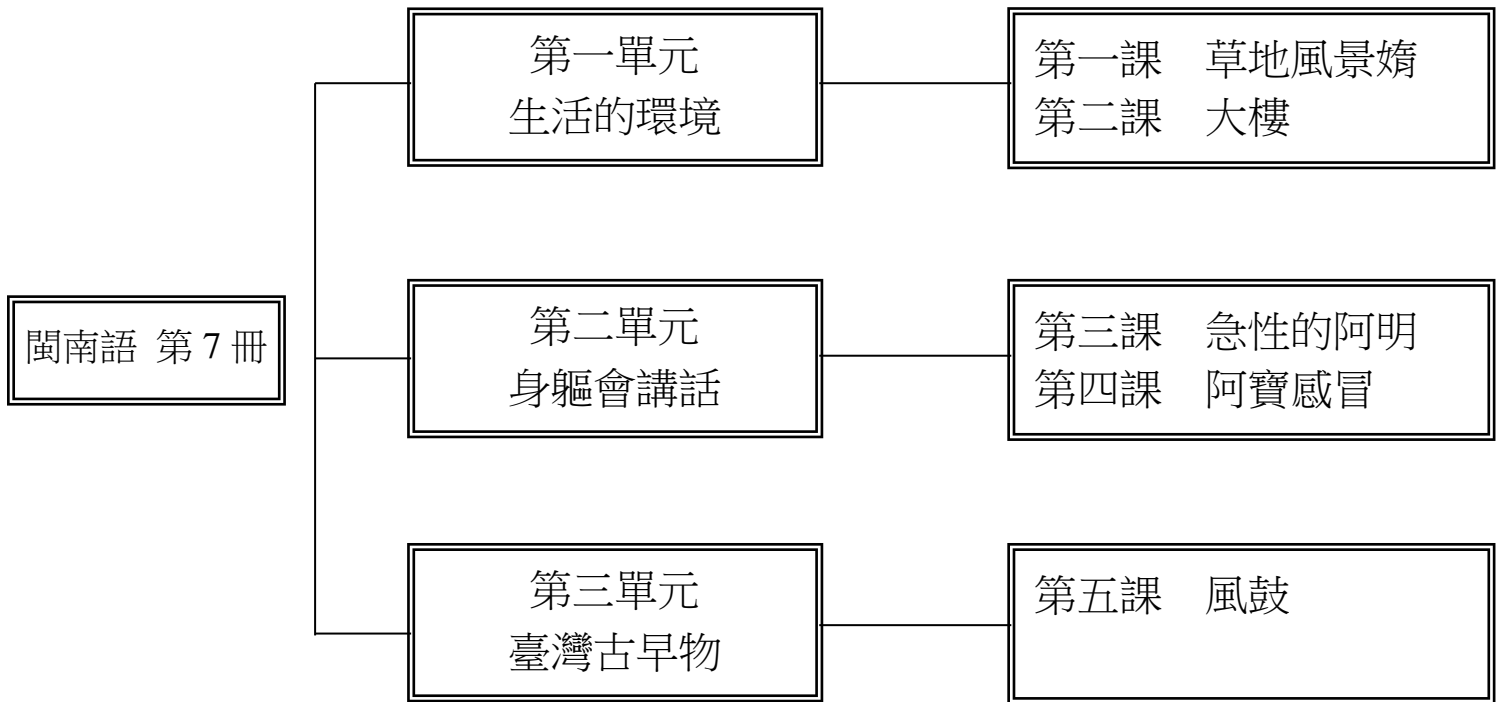 閩南語 第 7 冊
第一單元
生活的環境
第一課 草地風景媠
第二課 大樓
第二單元
身軀會講話
第三課 急性的阿明
第四課 阿寶感冒
第三單元
臺灣古早物
第五課 風鼓